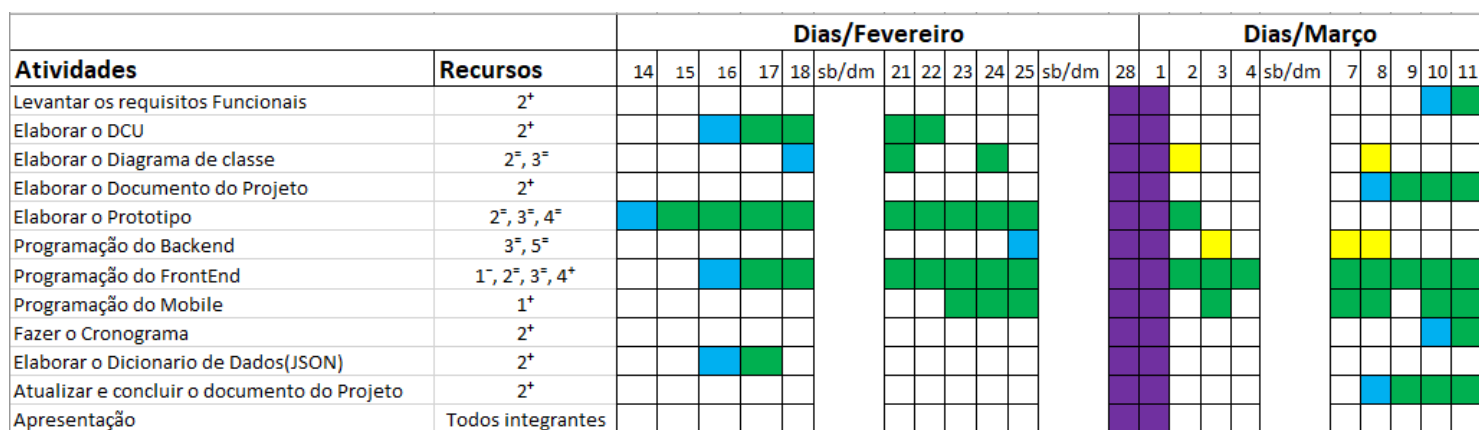 Dias/Fevereiro Dias/Março
Atividades Recursos 14 15 16 17 18 sb/dm 21 22 23 24 25 sb/dm 28 1 2 3 4 sb/dm 7 8 9 10 11
Levantar os requisitos Funcionais 2⁺
Elaborar o DCU 2⁺
Elaborar o Diagrama de classe 2⁼, 3⁼
Elaborar o Documento do Projeto 2⁺
Elaborar o Prototipo 2⁼, 3⁼, 4⁼
Programação do Backend 3⁼, 5⁼
Programação do FrontEnd 1⁻, 2⁼, 3⁼, 4⁺
Programação do Mobile 1⁺
Fazer o Cronograma 2⁺
Elaborar o Dicionario de Dados(JSON) 2⁺
Atualizar e concluir o documento do Projeto 2⁺
Apresentação Todos integrantes